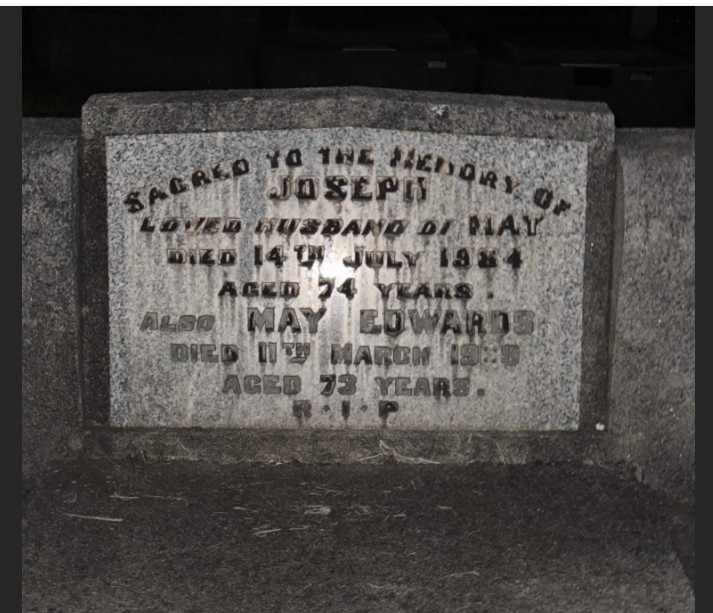 SACRED TO THE MEMORY OF
JOSEPH
LOVED HUSBAND OF MAY
DIED 14TH JULY
AGED 74 YEARS.
ALSO MAY EDWARDS
DIED 11TH MARCH
AGED 73 YEARS.
R·I·P